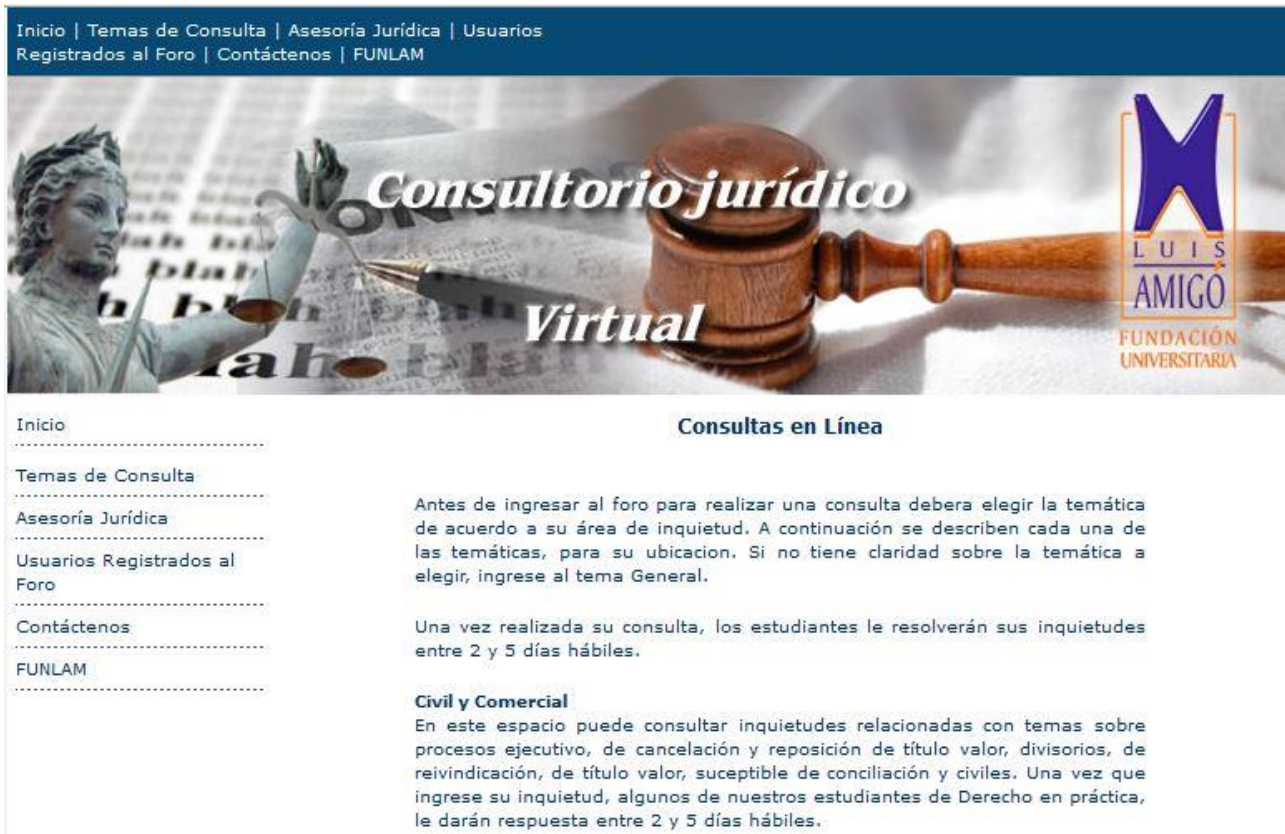 Inicio | Temas de Consulta | Asesoría Jurídica | Usuarios
Registrados al Foro | Contáctenos | FUNLAM
Consultorio jurídico
Virtual
blah
blah
LUIS
AMIGÓ
FUNDACIÓN
UNIVERSITARIA
Inicio
Temas de Consulta
Asesoría Jurídica
Usuarios Registrados al
Foro
Contáctenos
FUNLAM
Consultas en Línea
Antes de ingresar al foro para realizar una consulta debera elegir la temática
de acuerdo a su área de inquietud. A continuación se describen cada una de
las temáticas, para su ubicacion. Si no tiene claridad sobre la temática a
elegir, ingrese al tema General.
Una vez realizada su consulta, los estudiantes le resolverán sus inquietudes
entre 2 y 5 días hábiles.
Civil y Comercial
En este espacio puede consultar inquietudes relacionadas con temas sobre
procesos ejecutivo, de cancelación y reposición de título valor, divisorios, de
reivindicación, de título valor, suceptible de conciliación y civiles. Una vez que
ingrese su inquietud, algunos de nuestros estudiantes de Derecho en práctica,
le darán respuesta entre 2 y 5 días hábiles.